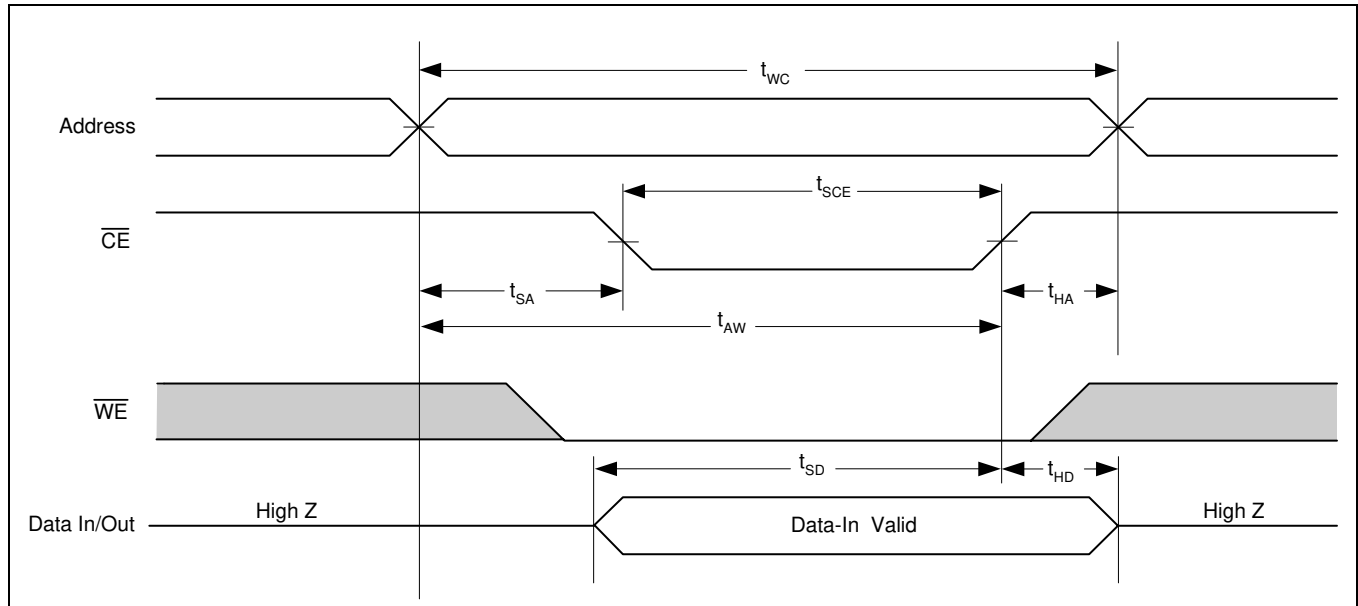 tWC
Address
tSCE
CE
tSA
tHA
tAW
WE
tSD
tHD
Data In/Out
High Z
Data-In Valid
High Z